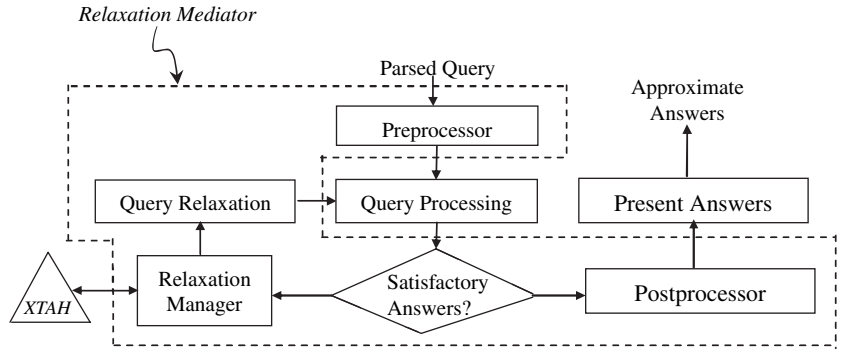 Relaxation Mediator
Parsed Query
Approximate
Answers
Preprocessor
Query Relaxation
Query Processing
Present Answers
XTAH
Relaxation
Manager
Satisfactory
Answers?
Postprocessor